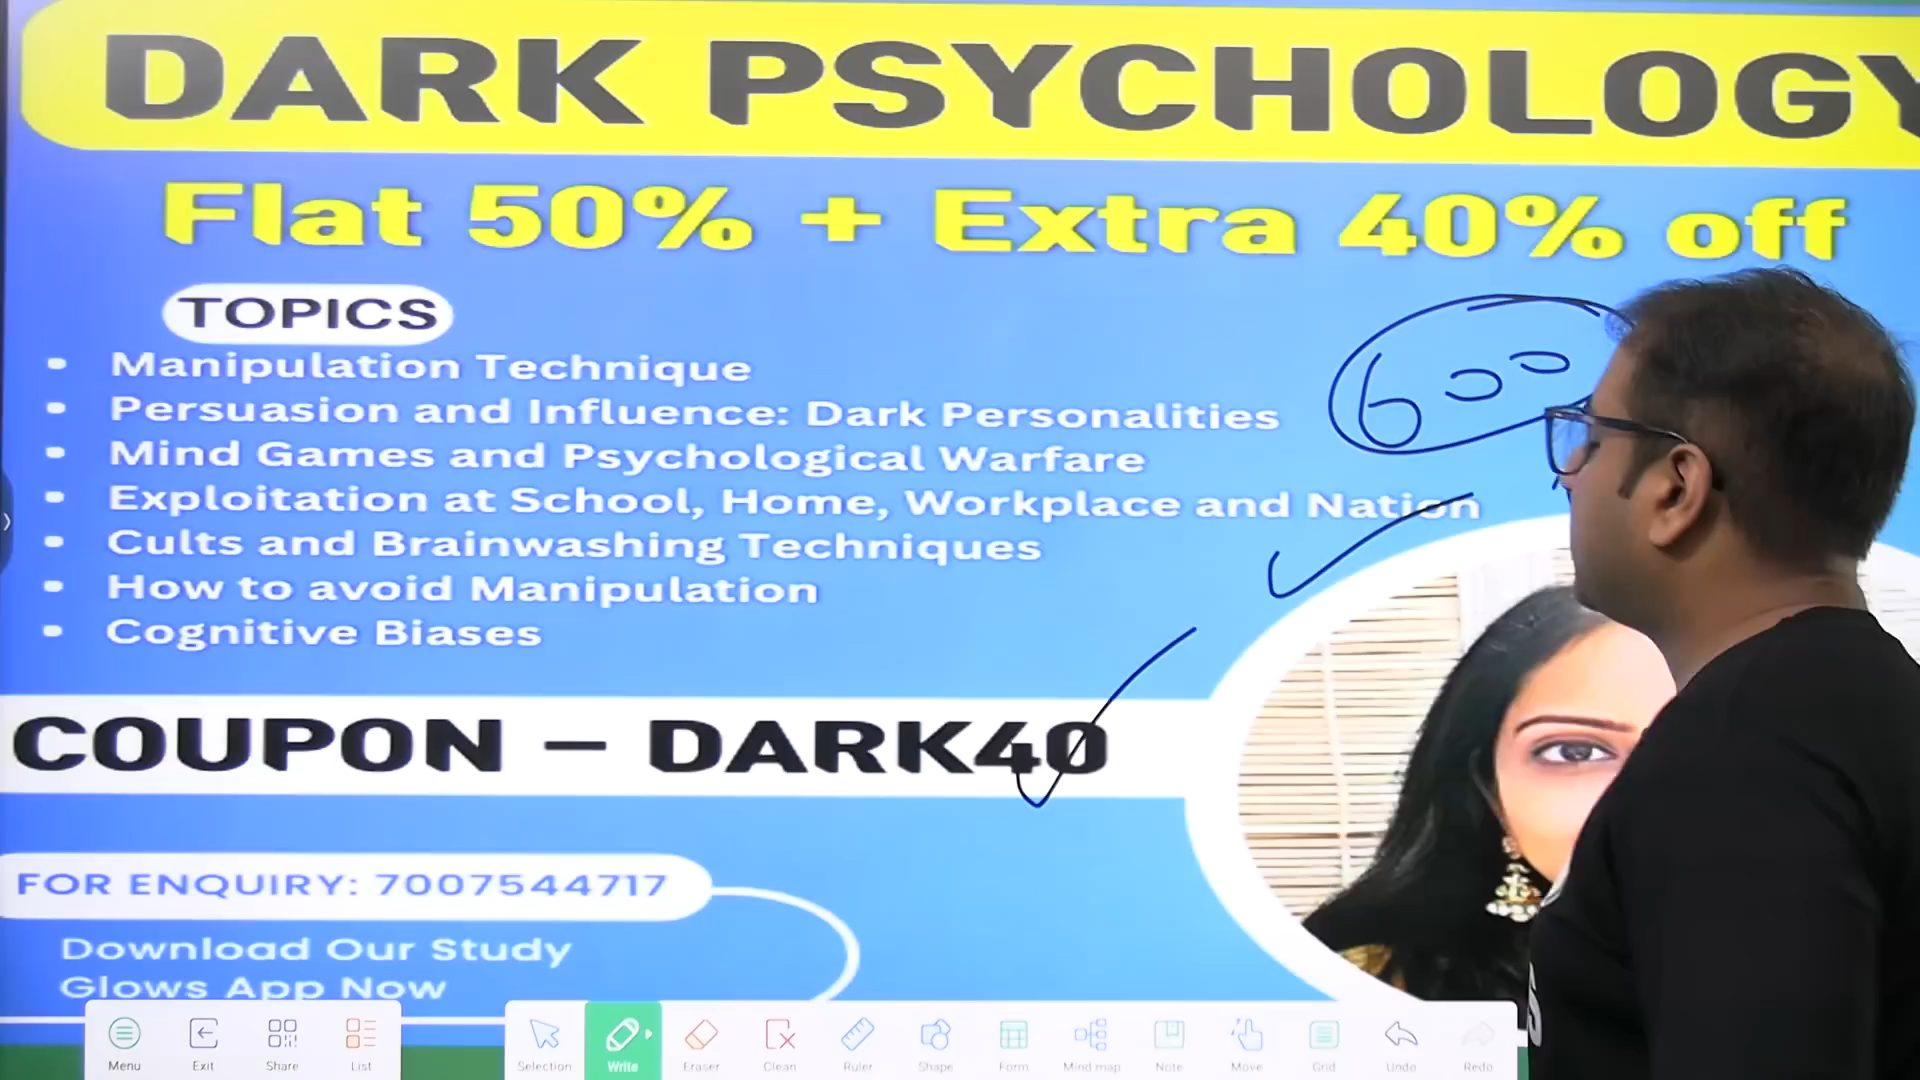 DARK PSYCHOLOGY
Flat 50% + Extra 40% off
TOPICS
• Manipulation Technique
• Persuasion and Influence: Dark Personalities
• Mind Games and Psychological Warfare
• Exploitation at School, Home, Workplace and Nation
• Cults and Brainwashing Techniques
• How to avoid Manipulation
• Cognitive Biases
600
COUPON – DARK40
FOR ENQUIRY: 7007544717
Download Our Study
Glows App Now
Menu Exit Share List Selection Write Eraser Clean Ruler Shape Form Mind map Note Move Grid Undo Redo